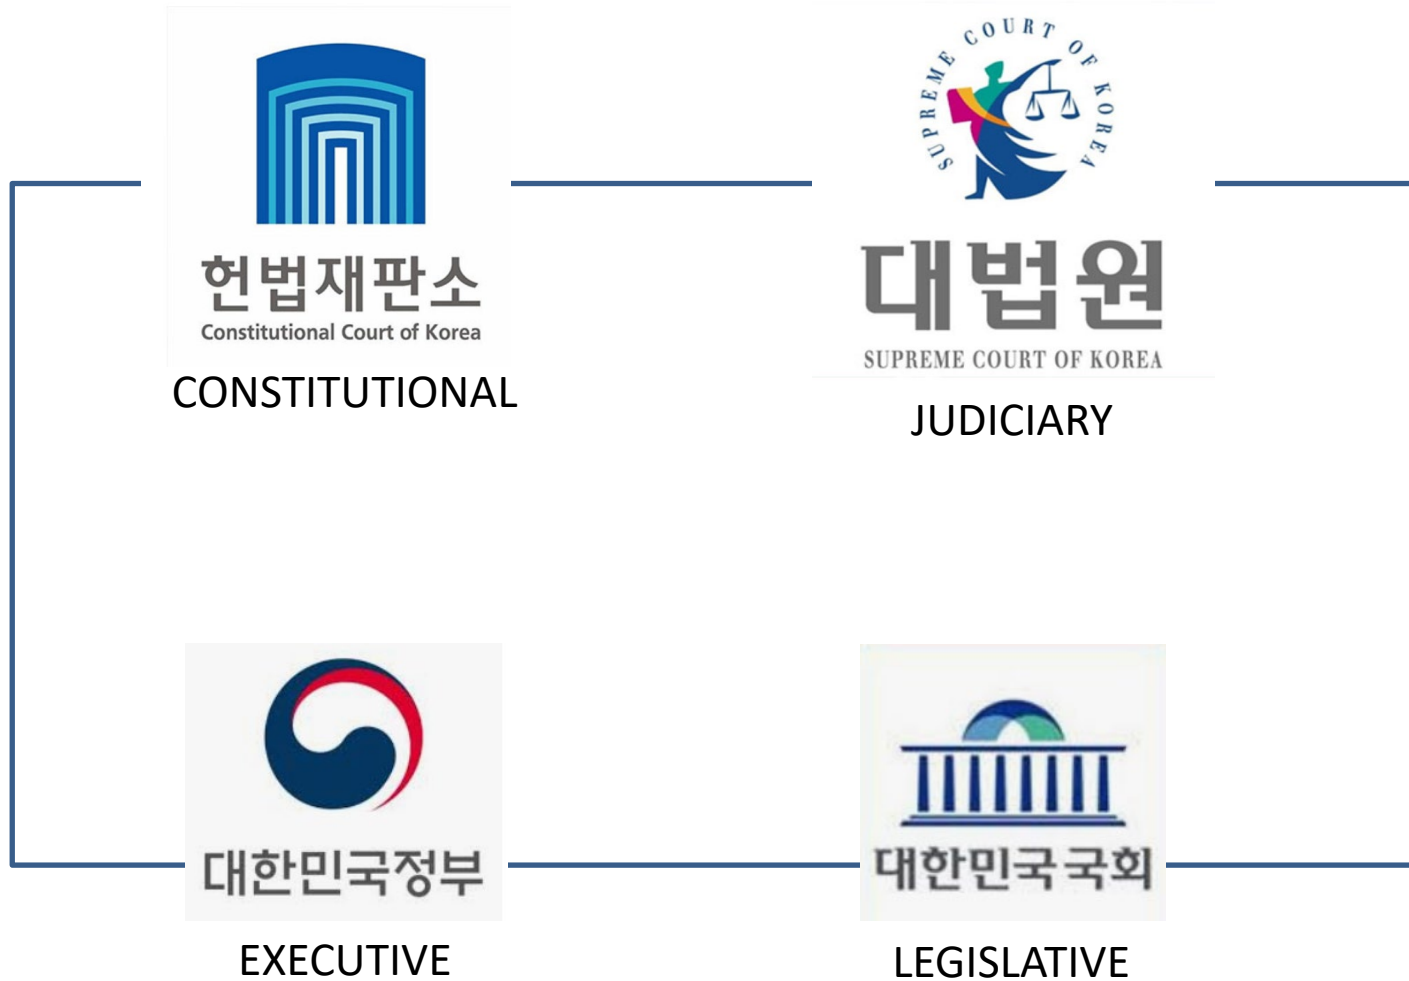 헌법재판소
Constitutional Court of Korea
CONSTITUTIONAL
SUPREME COURT OF KOREA
대법원
SUPREME COURT OF KOREA
JUDICIARY
대한민국정부
EXECUTIVE
대한민국국회
LEGISLATIVE